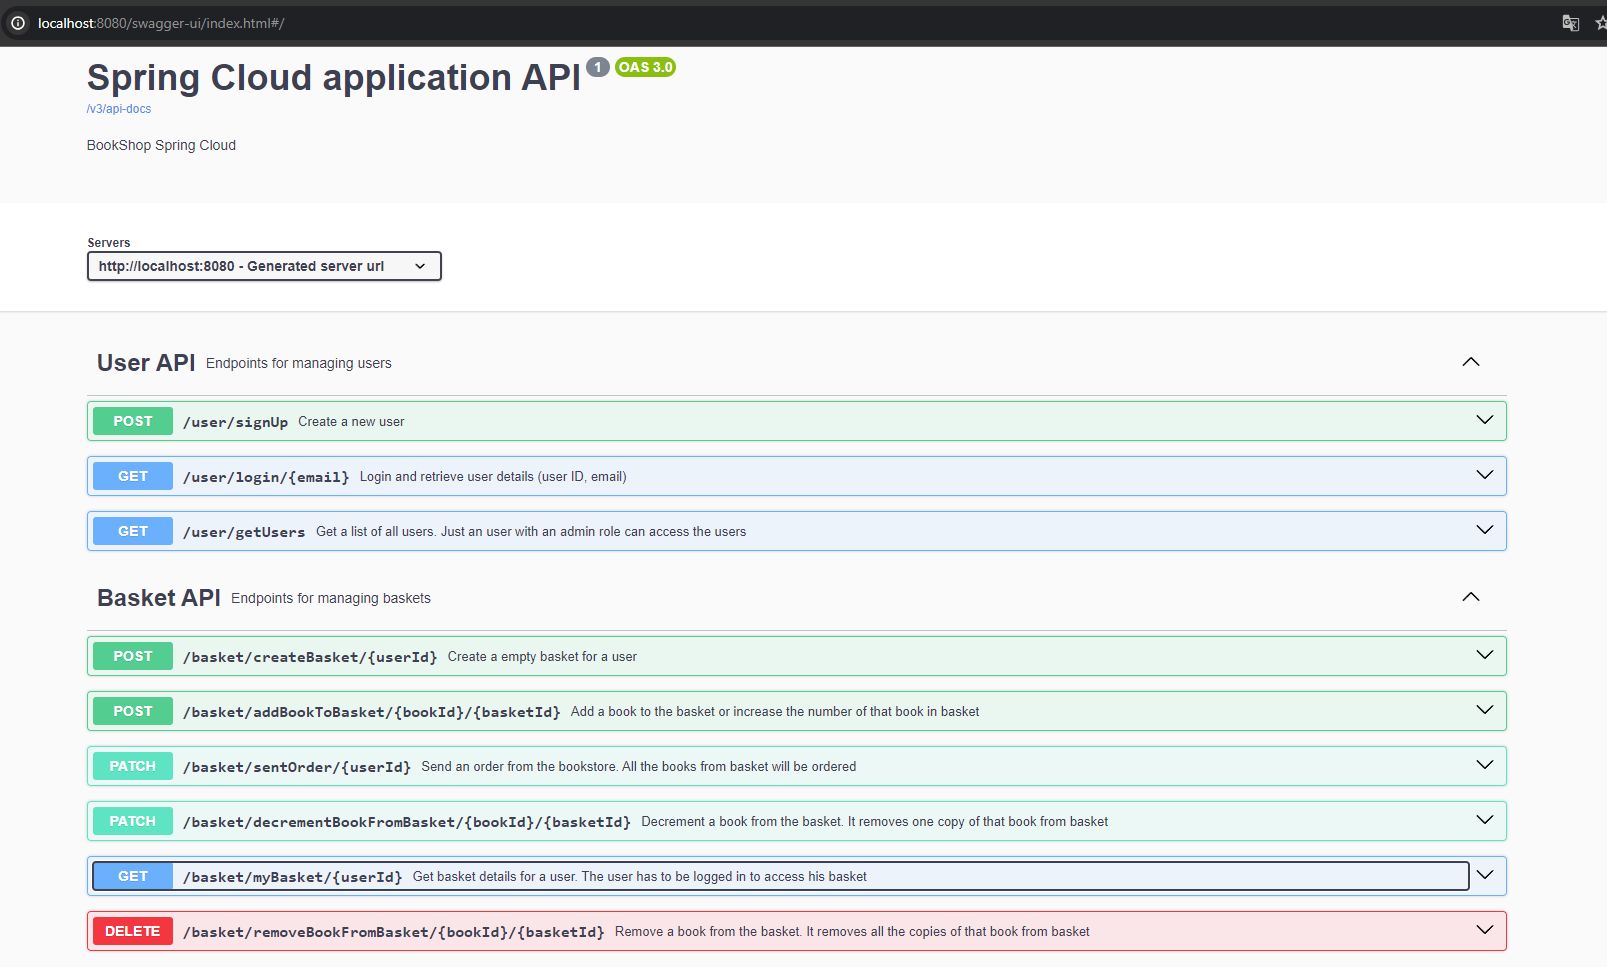 localhost:8080/swagger-ui/index.html#/
Spring Cloud application API 1 OAS 3.0
/v3/api-docs
BookShop Spring Cloud
Servers
http://localhost:8080 - Generated server url
User API Endpoints for managing users
POST /user/signUp Create a new user
GET /user/login/{email} Login and retrieve user details (user ID, email)
GET /user/getUsers Get a list of all users. Just an user with an admin role can access the users
Basket API Endpoints for managing baskets
POST /basket/createBasket/{userId} Create a empty basket for a user
POST /basket/addBookToBasket/{bookId}/{basketId} Add a book to the basket or increase the number of that book in basket
PATCH /basket/sentOrder/{userId} Send an order from the bookstore. All the books from basket will be ordered
PATCH /basket/decrementBookFromBasket/{bookId}/{basketId} Decrement a book from the basket. It removes one copy of that book from basket
GET /basket/myBasket/{userId} Get basket details for a user. The user has to be logged in to access his basket
DELETE /basket/removeBookFromBasket/{bookId}/{basketId} Remove a book from the basket. It removes all the copies of that book from basket